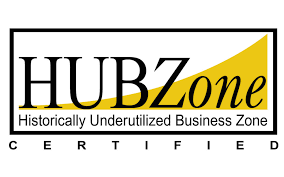 HUBZone
Historically Underutilized Business Zone
CERTIFIED